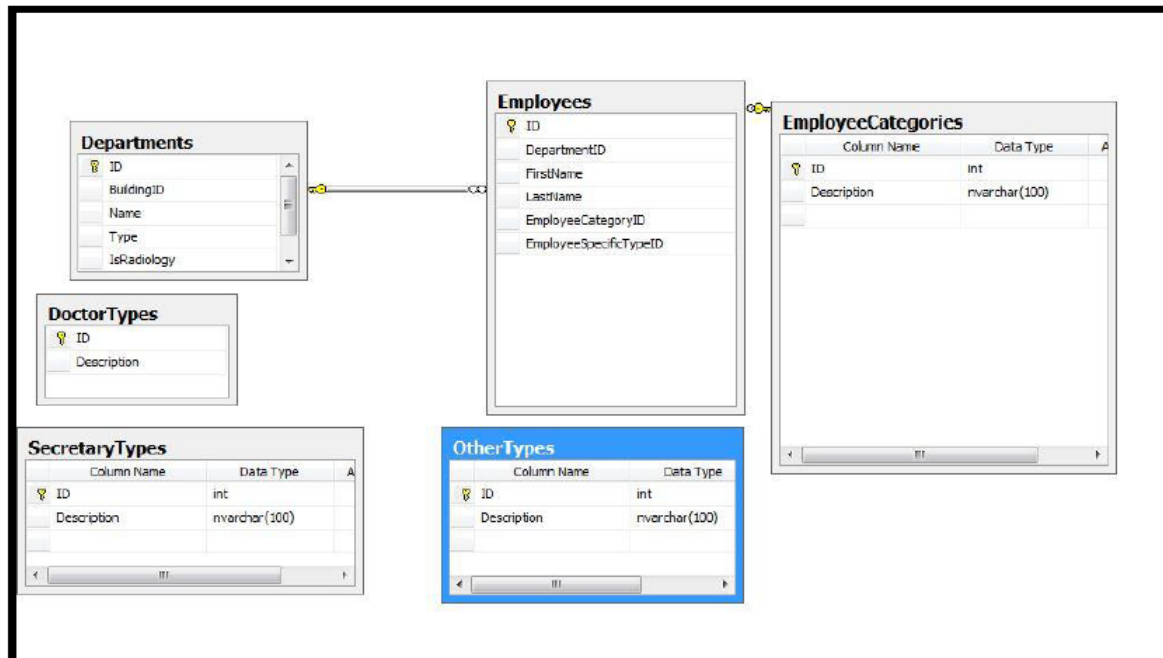 Departments
ID
BuildingID
Name
Type
IsRadiology
Employees
ID
DepartmentID
FirstName
LastName
EmployeeCategoryID
EmployeeSpecificTypeID
EmployeeCategories
Column Name Data Type A
ID int
Description nvarchar(100)
DoctorTypes
ID
Description
SecretaryTypes
Column Name Data Type A
ID int
Description nvarchar(100)
OtherTypes
Column Name Data Type
ID int
Description nvarchar(100)